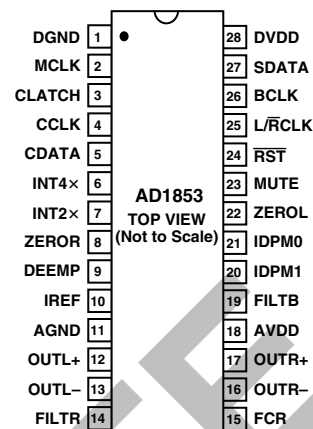 DGND 1 28 DVDD
MCLK 2 27 SDATA
CLATCH 3 26 BCLK
CCLK 4 25 L/R̅CLK
CDATA 5 24 R̅S̅T̅
INT4× 6 23 MUTE
AD1853
INT2× 7 22 ZEROL
TOP VIEW
ZEROR 8 (Not to Scale) 21 IDPM0
DEEMP 9 20 IDPM1
IREF 10 19 FILTB
AGND 11 18 AVDD
OUTL+ 12 17 OUTR+
OUTL– 13 16 OUTR–
FILTR 14 15 FCR